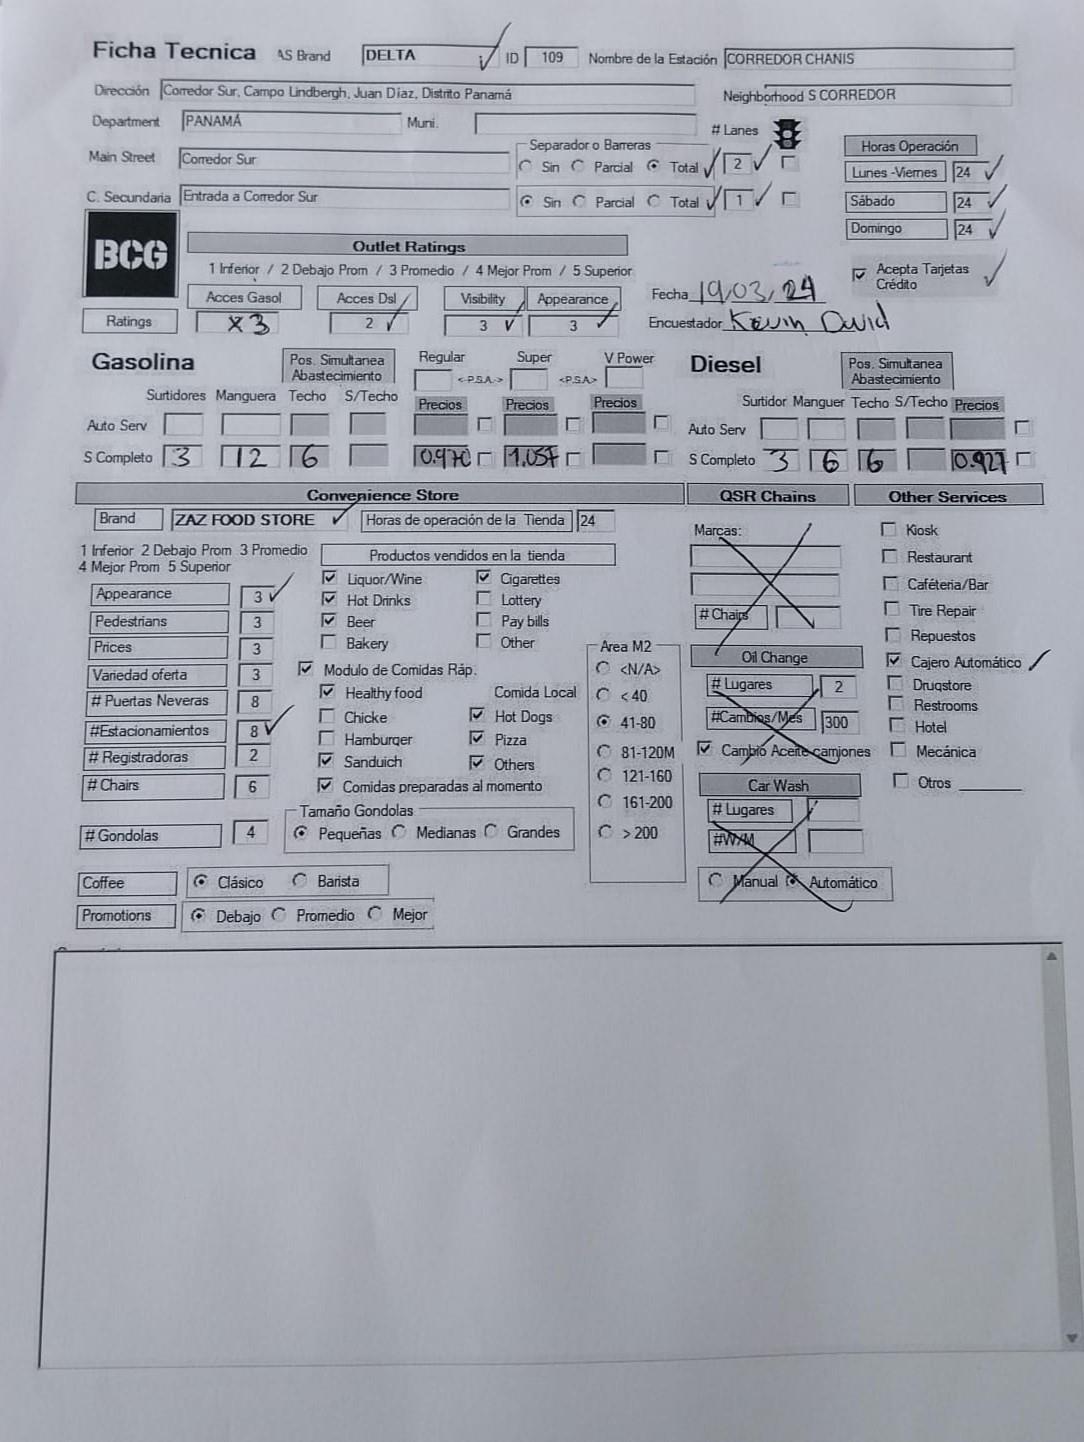 Ficha Tecnica AS Brand DELTA ID 109 Nombre de la Estación CORREDOR CHANIS
Dirección Corredor Sur, Campo Lindbergh, Juan Díaz, Distrito Panamá Neighborhood S CORREDOR
Department PANAMÁ Muni. # Lanes
Separador o Barreras Horas Operación
Main Street Corredor Sur Sin Parcial Total 2 Lunes -Viernes 24
C. Secundaria Entrada a Corredor Sur Sin Parcial Total 1 Sábado 24
Domingo 24
BCG
Outlet Ratings
1 Inferior / 2 Debajo Prom / 3 Promedio / 4 Mejor Prom / 5 Superior
Acepta Tarjetas
Crédito
Acces Gasol Acces Dsl Visibility Appearance Fecha 19,03,24
Ratings x3 2 3 3 Encuestador Kevin David
Gasolina Pos. Simultanea Abastecimiento Regular Super V Power Diesel Pos. Simultanea Abastecimiento
<-P.S.A.-> <P.S.A>
Surtidores Manguera Techo S/Techo Precios Precios Precios Surtidor Manguer Techo S/Techo Precios
Auto Serv Auto Serv
S Completo 3 12 6 0.970 1.057 S Completo 3 6 6 0.927
Convenience Store QSR Chains Other Services
Brand ZAZ FOOD STORE Horas de operación de la Tienda 24
Marcas: Kiosk
1 Inferior 2 Debajo Prom 3 Promedio
4 Mejor Prom 5 Superior
Productos vendidos en la tienda Restaurant
Appearance 3 Liquor/Wine Cigarettes Caféteria/Bar
Hot Drinks Lottery # Chairs Tire Repair
Pedestrians 3 Beer Pay bills Repuestos
Prices 3 Bakery Other Area M2 Oil Change
Variedad oferta 3 Modulo de Comidas Ráp. <N/A> Cajero Automático
# Puertas Neveras 8 Healthy food Comida Local < 40 # Lugares 2 Drugstore
Chicke Hot Dogs Restrooms
#Estacionamientos 8 Hamburger Pizza 41-80 #Cambios/Mes 300 Hotel
# Registradoras 2 Sanduich Others 81-120M Cambio Aceite camjones Mecánica
# Chairs 6 Comidas preparadas al momento 121-160 Car Wash Otros
Tamaño Gondolas 161-200 # Lugares
# Gondolas 4 Pequeñas Medianas Grandes > 200 #W/M
Coffee Clásico Barista Manual Automático
Promotions Debajo Promedio Mejor